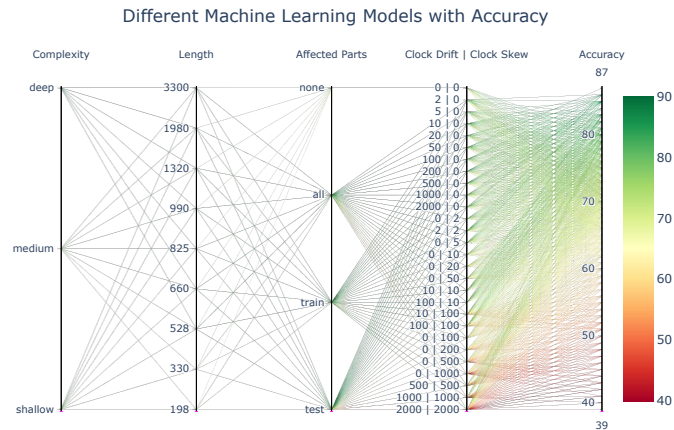 Different Machine Learning Models with Accuracy
Complexity
Length
Affected Parts
Clock Drift | Clock Skew
Accuracy
87
deep
medium
shallow
3300
1980
1320
990
825
660
528
330
198
none
all
train
test
0 | 0
2 | 0
5 | 0
10 | 0
20 | 0
50 | 0
100 | 0
200 | 0
500 | 0
1000 | 0
2000 | 0
0 | 2
2 | 2
0 | 5
0 | 10
0 | 20
0 | 50
10 | 10
100 | 10
10 | 100
0 | 100
100 | 100
0 | 200
0 | 500
0 | 1000
500 | 500
1000 | 1000
2000 | 2000
80
70
60
50
40
39
90
80
70
60
50
40